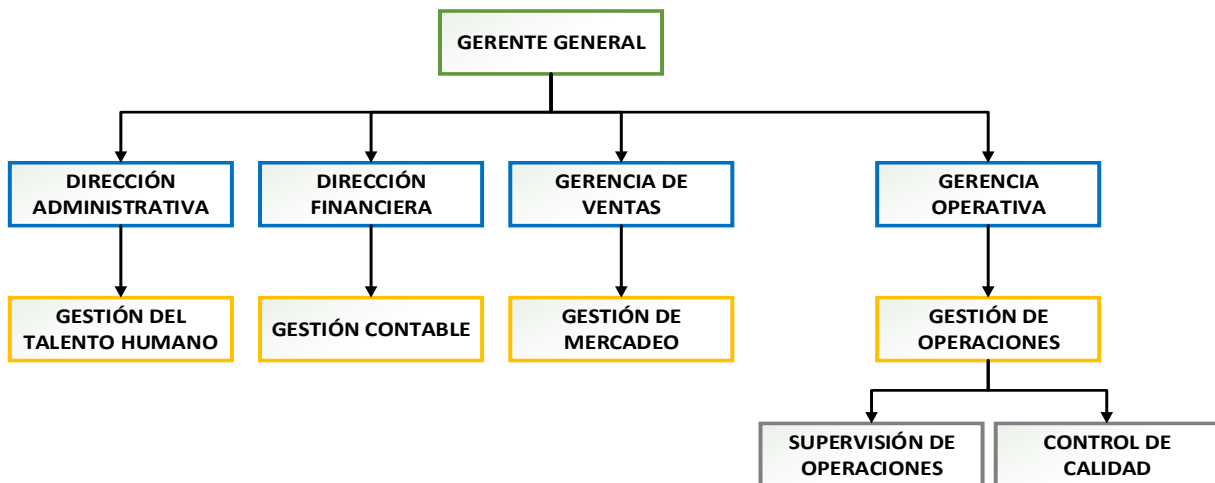 GERENTE GENERAL
DIRECCIÓN
ADMINISTRATIVA
DIRECCIÓN
FINANCIERA
GERENCIA DE
VENTAS
GERENCIA
OPERATIVA
GESTIÓN DEL
TALENTO HUMANO
GESTIÓN CONTABLE
GESTIÓN DE
MERCADEO
GESTIÓN DE
OPERACIONES
SUPERVISIÓN DE
OPERACIONES
CONTROL DE
CALIDAD